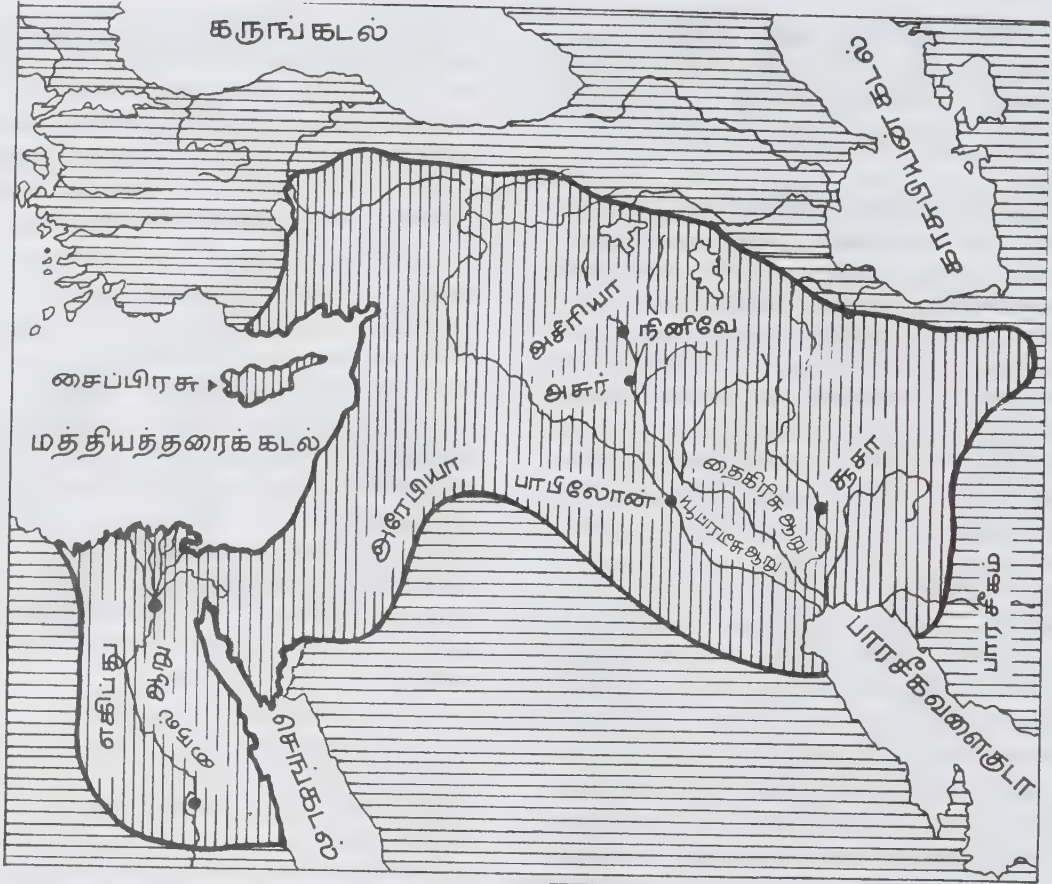 கருங்கடல்
காசுபியன் கடல்
அசிரியா
நினிவே
சைப்பிரசு
அசுர்
மத்தியத்தரைக்கடல்
அரோபியா
பாபிலோன்
தைகிரிசு ஆறு
சூசா
யூப்ரடீசு ஆறு
பாரசீகம்
எகிப்து
நைல் ஆறு
செங்கடல்
பாரசீகவளைகுடா